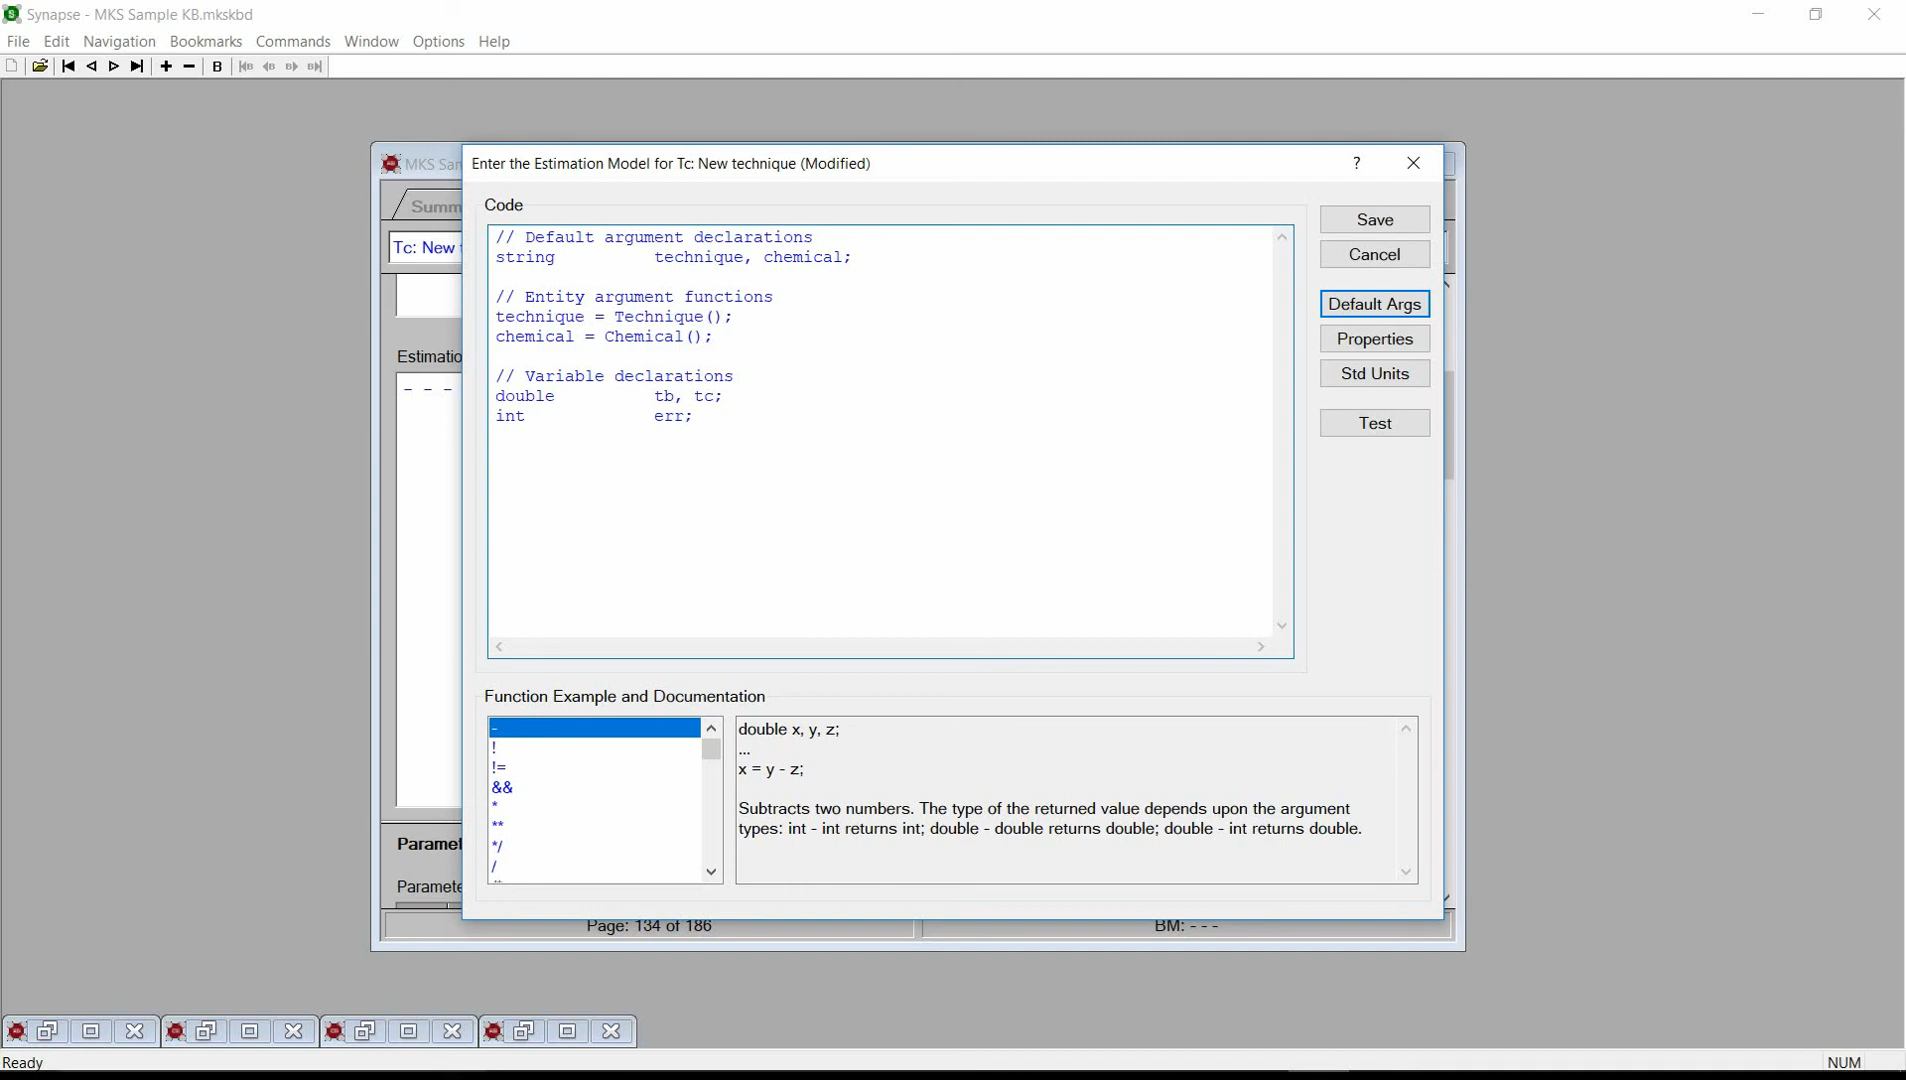 Synapse - MKS Sample KB.mkskbd
File Edit Navigation Bookmarks Commands Window Options Help
B
MKS Sam
Enter the Estimation Model for Tc: New technique (Modified)
?
Summ
Tc: New
Code
// Default argument declarations
string technique, chemical;
// Entity argument functions
technique = Technique();
chemical = Chemical();
// Variable declarations
double tb, tc;
int err;
Save
Cancel
Default Args
Properties
Std Units
Test
Estimatio
- - -
Function Example and Documentation
-
!
!=
&&
*
**
*/
/
double x, y, z;
...
x = y - z;
Subtracts two numbers. The type of the returned value depends upon the argument
types: int - int returns int; double - double returns double; double - int returns double.
Paramet
Paramete
Page: 134 of 186
BM: - - -
Ready
NUM